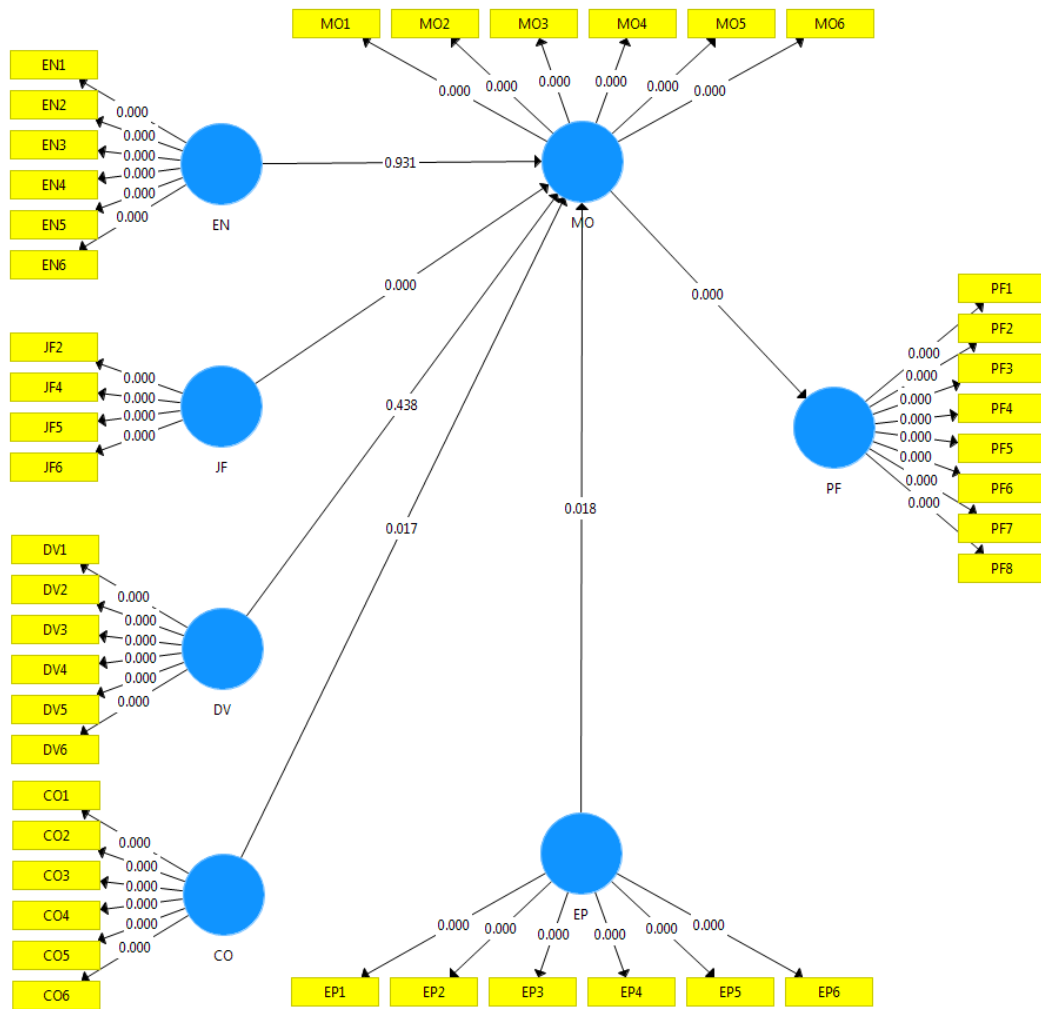 MO1 MO2 MO3 MO4 MO5 MO6
0.000 0.000 0.000 0.000 0.000 0.000
MO
EN1
EN2
EN3
EN4
EN5
EN6
0.000
0.000
0.000
0.000
0.000
0.000
EN
0.931
JF2
JF4
JF5
JF6
0.000
0.000
0.000
0.000
JF
0.000
DV1
DV2
DV3
DV4
DV5
DV6
0.000
0.000
0.000
0.000
0.000
0.000
DV
0.438
CO1
CO2
CO3
CO4
CO5
CO6
0.000
0.000
0.000
0.000
0.000
0.000
CO
0.017
0.018
0.000
PF1
PF2
PF3
PF4
PF5
PF6
PF7
PF8
0.000
0.000
0.000
0.000
0.000
0.000
0.000
0.000
PF
EP
0.000 0.000 0.000 0.000 0.000 0.000
EP1 EP2 EP3 EP4 EP5 EP6